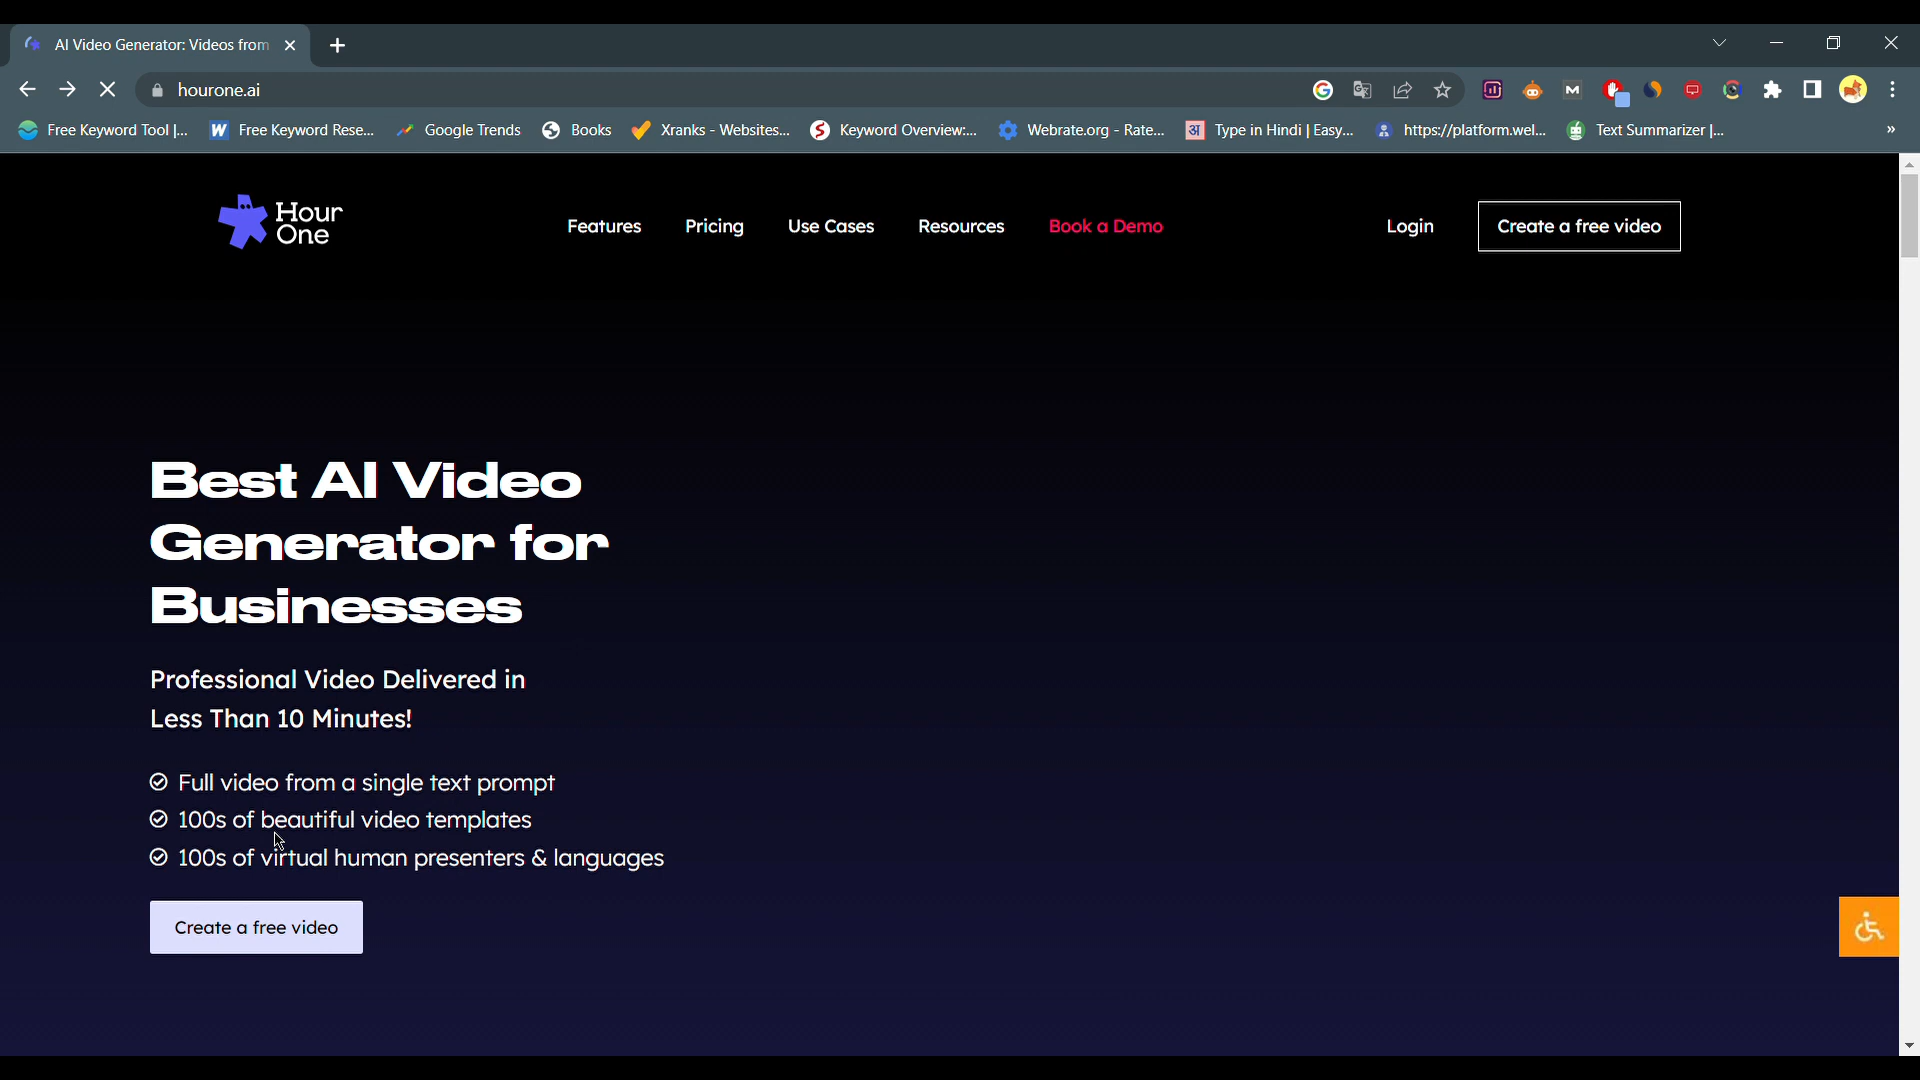 AI Video Generator: Videos from
hourone.ai
Free Keyword Tool |... Free Keyword Rese... Google Trends Books Xranks - Websites... Keyword Overview:... Webrate.org - Rate... Type in Hindi | Easy... https://platform.wel... Text Summarizer |... »
Hour
One
Features Pricing Use Cases Resources Book a Demo Login Create a free video
Best AI Video
Generator for
Businesses
Professional Video Delivered in
Less Than 10 Minutes!
Full video from a single text prompt
100s of beautiful video templates
100s of virtual human presenters & languages
Create a free video